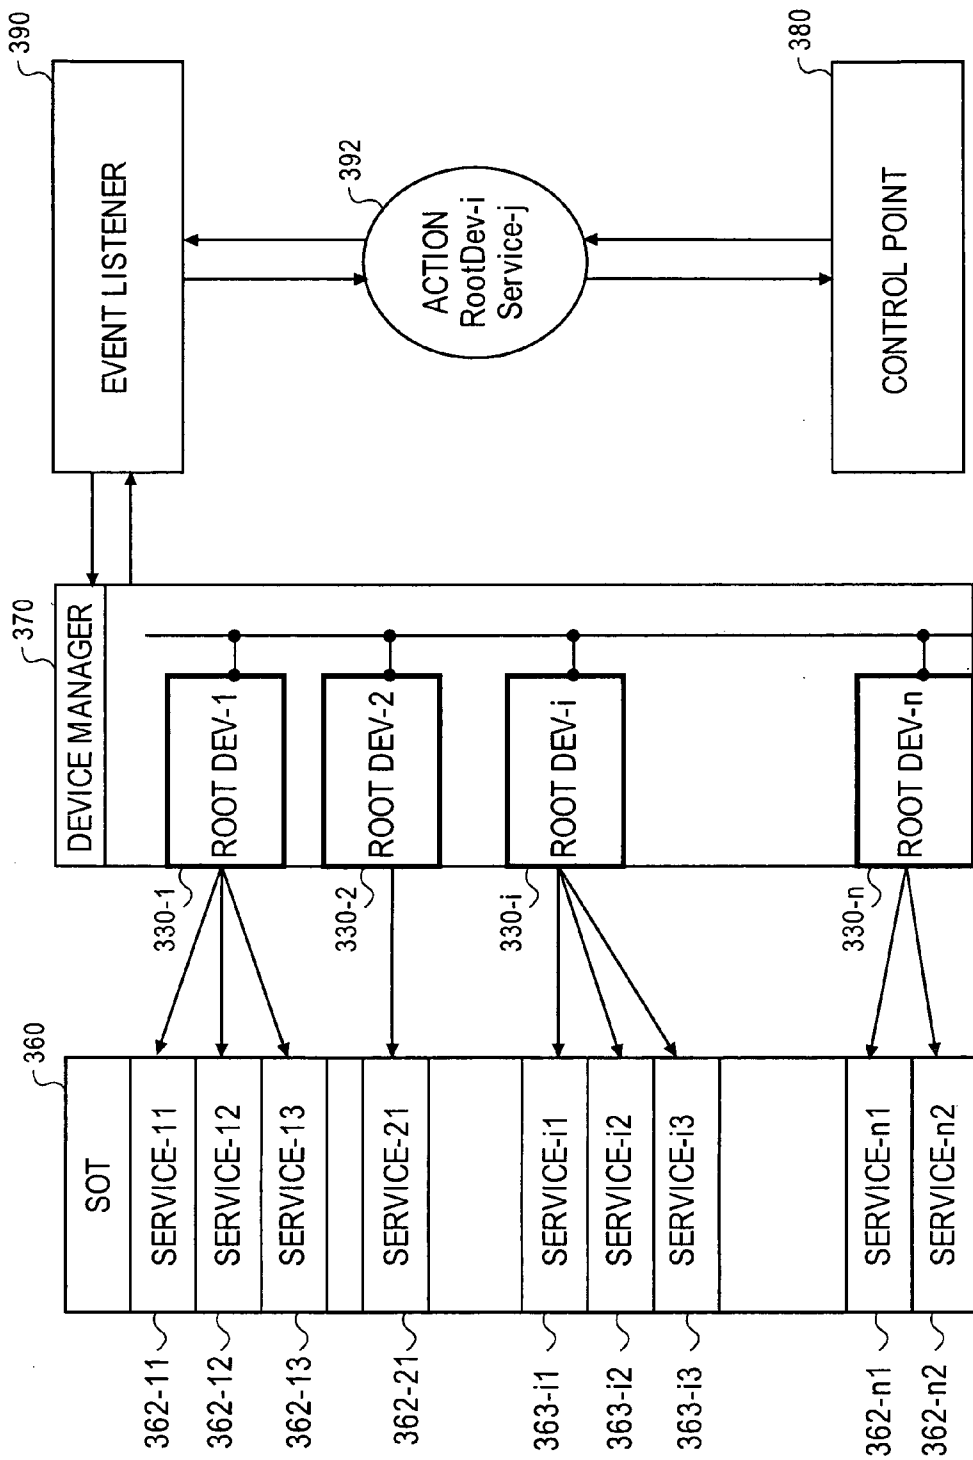 360
SOT
362-11
SERVICE-11
362-12
SERVICE-12
362-13
SERVICE-13
362-21
SERVICE-21
363-i1
SERVICE-i1
363-i2
SERVICE-i2
363-i3
SERVICE-i3
362-n1
SERVICE-n1
362-n2
SERVICE-n2
370
DEVICE MANAGER
330-1
ROOT DEV-1
330-2
ROOT DEV-2
330-i
ROOT DEV-i
330-n
ROOT DEV-n
390
EVENT LISTENER
392
ACTION
RootDev-i
Service-j
380
CONTROL POINT